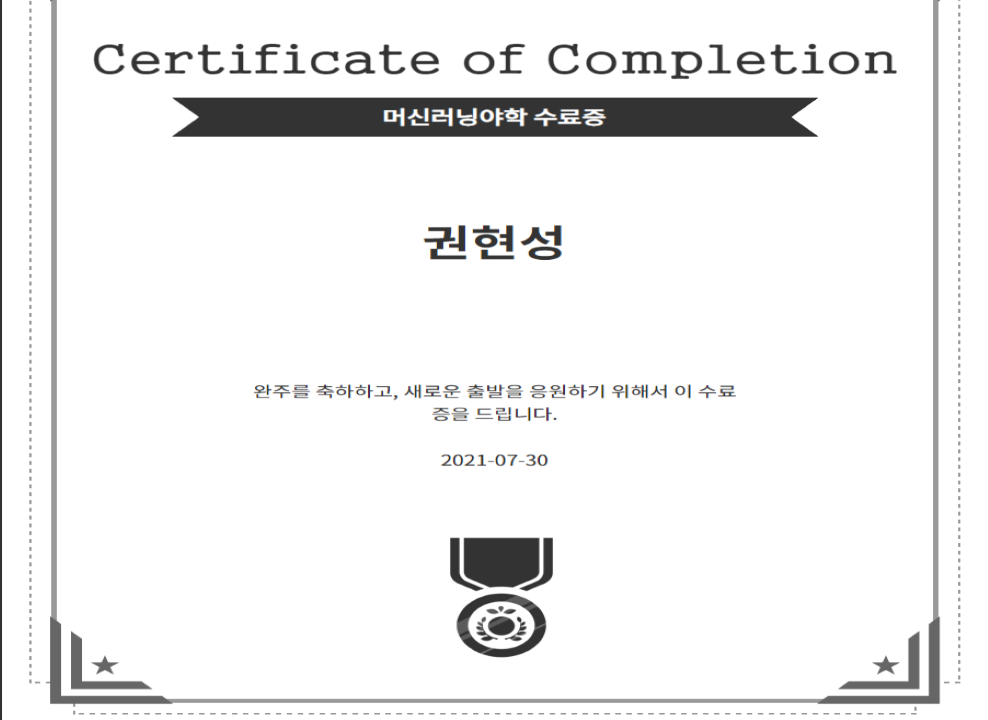 Certificate of Completion
머신러닝야학 수료증
권현성
완주를 축하하고, 새로운 출발을 응원하기 위해서 이 수료
증을 드립니다.
2021-07-30